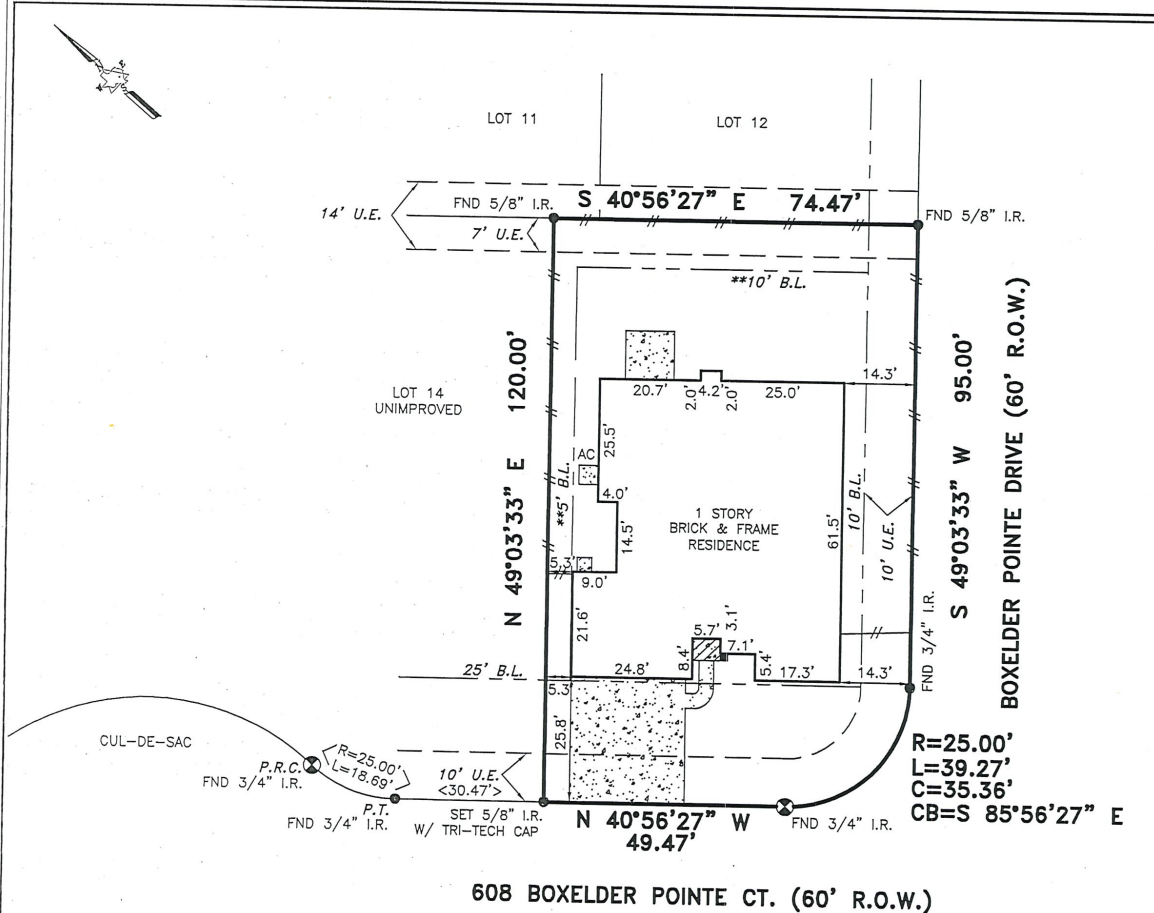 LOT 11
LOT 12
14' U.E.
FND 5/8" I.R.
S 40°56'27" E 74.47'
FND 5/8" I.R.
7' U.E.
**10' B.L.
N 49°03'33" E 120.00'
LOT 14
UNIMPROVED
14.3'
20.7'
2.0'
4.2'
2.0'
25.0'
25.5'
AC
4.0'
**5' B.L.
14.5'
1 STORY
BRICK & FRAME
RESIDENCE
61.5'
10' B.L.
10' U.E.
S 49°03'33" W 95.00'
BOXELDER POINTE DRIVE (60' R.O.W.)
5.3'
9.0'
21.6'
5.7'
3.1'
7.1'
8.4'
5.4'
24.8'
17.3'
14.3'
FND 3/4" I.R.
25' B.L.
5.3'
25.8'
CUL-DE-SAC
P.R.C.
FND 3/4" I.R.
R=25.00'
L=18.69'
P.T.
FND 3/4" I.R.
10' U.E.
<30.47'>
SET 5/8" I.R.
W/ TRI-TECH CAP
N 40°56'27" W
49.47'
FND 3/4" I.R.
R=25.00'
L=39.27'
C=35.36'
CB=S 85°56'27" E
608 BOXELDER POINTE CT. (60' R.O.W.)